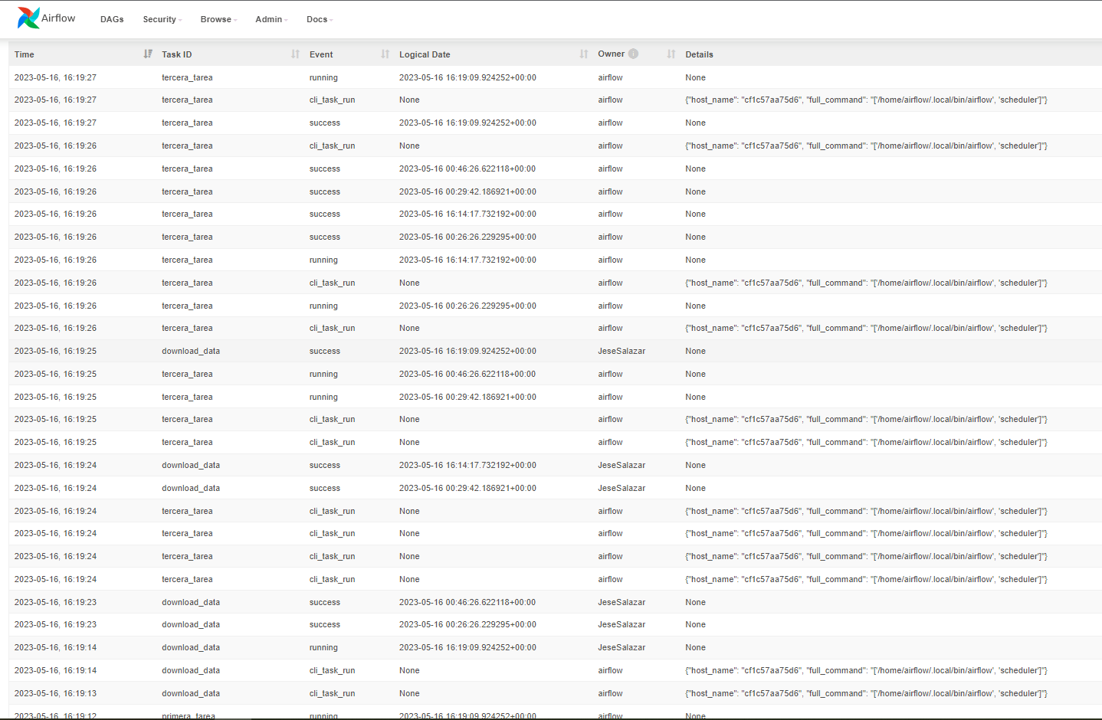 Airflow DAGs Security Browse Admin Docs
Time Task ID Event Logical Date Owner Details
2023-05-16, 16:19:27 tercera_tarea running 2023-05-16 16:19:09.924252+00:00 airflow None
2023-05-16, 16:19:27 tercera_tarea cli_task_run None airflow {"host_name": "cf1c57aa75d6", "full_command": "['/home/airflow/.local/bin/airflow', 'scheduler']"}
2023-05-16, 16:19:27 tercera_tarea success 2023-05-16 16:19:09.924252+00:00 airflow None
2023-05-16, 16:19:26 tercera_tarea cli_task_run None airflow {"host_name": "cf1c57aa75d6", "full_command": "['/home/airflow/.local/bin/airflow', 'scheduler']"}
2023-05-16, 16:19:26 tercera_tarea success 2023-05-16 00:46:26.622118+00:00 airflow None
2023-05-16, 16:19:26 tercera_tarea success 2023-05-16 00:29:42.186921+00:00 airflow None
2023-05-16, 16:19:26 tercera_tarea success 2023-05-16 16:14:17.732192+00:00 airflow None
2023-05-16, 16:19:26 tercera_tarea success 2023-05-16 00:26:26.229295+00:00 airflow None
2023-05-16, 16:19:26 tercera_tarea running 2023-05-16 16:14:17.732192+00:00 airflow None
2023-05-16, 16:19:26 tercera_tarea cli_task_run None airflow {"host_name": "cf1c57aa75d6", "full_command": "['/home/airflow/.local/bin/airflow', 'scheduler']"}
2023-05-16, 16:19:26 tercera_tarea running 2023-05-16 00:26:26.229295+00:00 airflow None
2023-05-16, 16:19:26 tercera_tarea cli_task_run None airflow {"host_name": "cf1c57aa75d6", "full_command": "['/home/airflow/.local/bin/airflow', 'scheduler']"}
2023-05-16, 16:19:25 download_data success 2023-05-16 16:19:09.924252+00:00 JeseSalazar None
2023-05-16, 16:19:25 tercera_tarea running 2023-05-16 00:46:26.622118+00:00 airflow None
2023-05-16, 16:19:25 tercera_tarea running 2023-05-16 00:29:42.186921+00:00 airflow None
2023-05-16, 16:19:25 tercera_tarea cli_task_run None airflow {"host_name": "cf1c57aa75d6", "full_command": "['/home/airflow/.local/bin/airflow', 'scheduler']"}
2023-05-16, 16:19:25 tercera_tarea cli_task_run None airflow {"host_name": "cf1c57aa75d6", "full_command": "['/home/airflow/.local/bin/airflow', 'scheduler']"}
2023-05-16, 16:19:24 download_data success 2023-05-16 16:14:17.732192+00:00 JeseSalazar None
2023-05-16, 16:19:24 download_data success 2023-05-16 00:29:42.186921+00:00 JeseSalazar None
2023-05-16, 16:19:24 tercera_tarea cli_task_run None airflow {"host_name": "cf1c57aa75d6", "full_command": "['/home/airflow/.local/bin/airflow', 'scheduler']"}
2023-05-16, 16:19:24 tercera_tarea cli_task_run None airflow {"host_name": "cf1c57aa75d6", "full_command": "['/home/airflow/.local/bin/airflow', 'scheduler']"}
2023-05-16, 16:19:24 tercera_tarea cli_task_run None airflow {"host_name": "cf1c57aa75d6", "full_command": "['/home/airflow/.local/bin/airflow', 'scheduler']"}
2023-05-16, 16:19:24 tercera_tarea cli_task_run None airflow {"host_name": "cf1c57aa75d6", "full_command": "['/home/airflow/.local/bin/airflow', 'scheduler']"}
2023-05-16, 16:19:23 download_data success 2023-05-16 00:46:26.622118+00:00 JeseSalazar None
2023-05-16, 16:19:23 download_data success 2023-05-16 00:26:26.229295+00:00 JeseSalazar None
2023-05-16, 16:19:14 download_data running 2023-05-16 16:19:09.924252+00:00 JeseSalazar None
2023-05-16, 16:19:14 download_data cli_task_run None airflow {"host_name": "cf1c57aa75d6", "full_command": "['/home/airflow/.local/bin/airflow', 'scheduler']"}
2023-05-16, 16:19:13 download_data cli_task_run None airflow {"host_name": "cf1c57aa75d6", "full_command": "['/home/airflow/.local/bin/airflow', 'scheduler']"}
2023-05-16, 16:19:12 primera_tarea running 2023-05-16 16:19:09.924252+00:00 airflow None